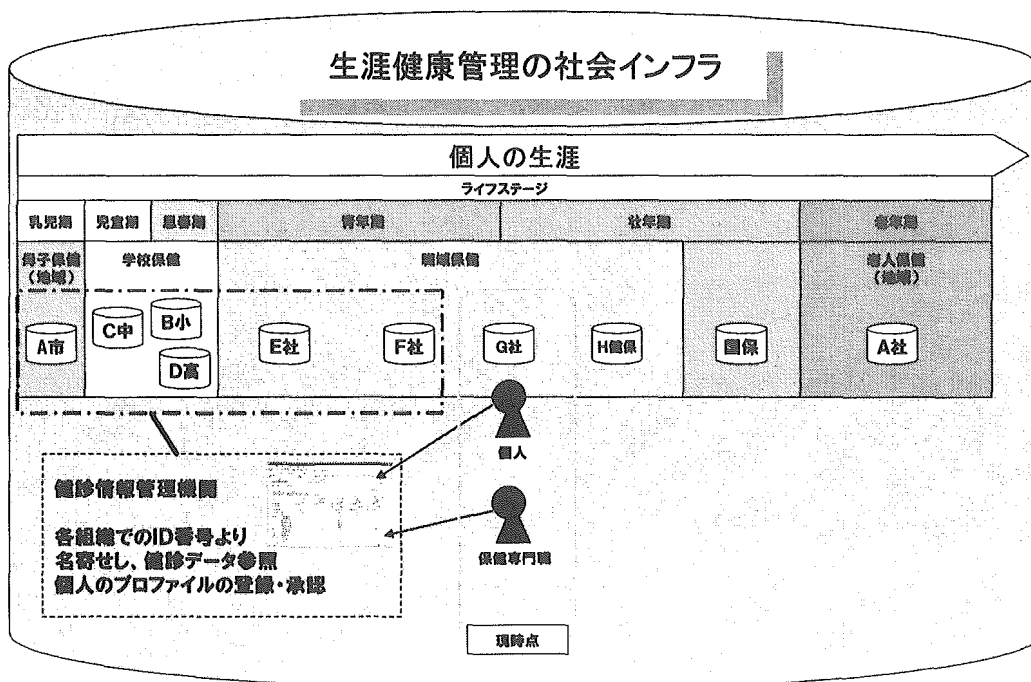 生涯健康管理の社会インフラ
個人の生涯
ライフステージ
乳児期
児童期
思春期
青年期
壮年期
老年期
母子保健
（地域）
学校保健
職域保健
老人保健
（地域）
A市
C中
B小
D高
E社
F社
G社
H健保
国保
A社
個人
保健専門職
健診情報管理機関
各組織でのID番号より
名寄せし、健診データ参照
個人のプロファイルの登録・承認
現時点